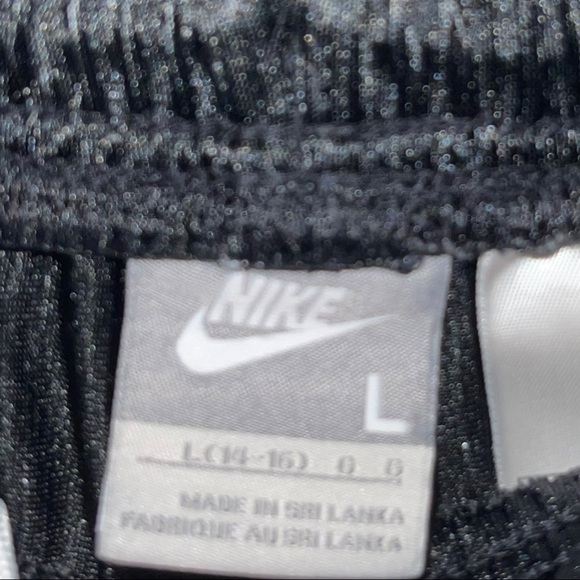 NIKE
L
L(14-16) G G
MADE IN SRI LANKA
FABRIQUE AU SRI LANKA